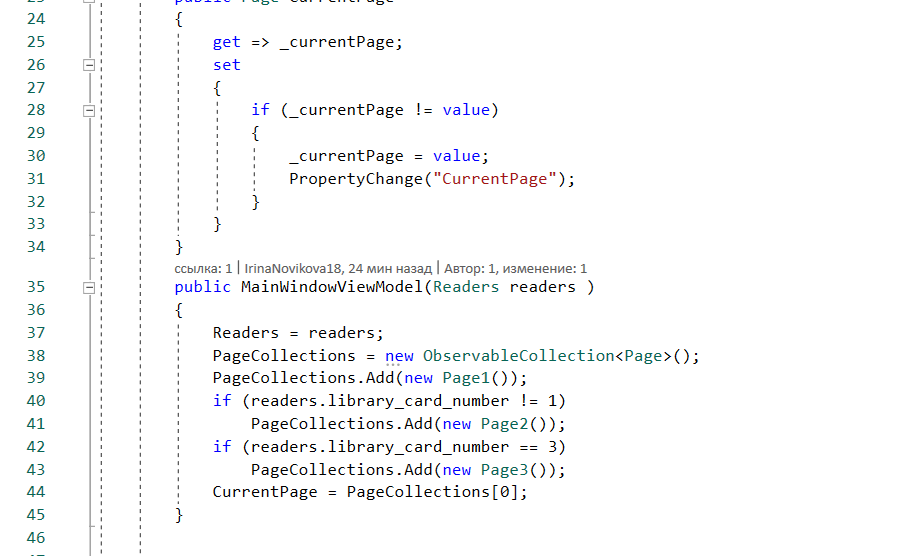 public Page CurrentPage
24 {
25 get => _currentPage;
26 set
27 {
28 if (_currentPage != value)
29 {
30 _currentPage = value;
31 PropertyChange("CurrentPage");
32 }
33 }
34 }
ссылка: 1 | IrinaNovikova18, 24 мин назад | Автор: 1, изменение: 1
35 public MainWindowViewModel(Readers readers )
36 {
37 Readers = readers;
38 PageCollections = new ObservableCollection<Page>();
39 PageCollections.Add(new Page1());
40 if (readers.library_card_number != 1)
41 PageCollections.Add(new Page2());
42 if (readers.library_card_number == 3)
43 PageCollections.Add(new Page3());
44 CurrentPage = PageCollections[0];
45 }
46